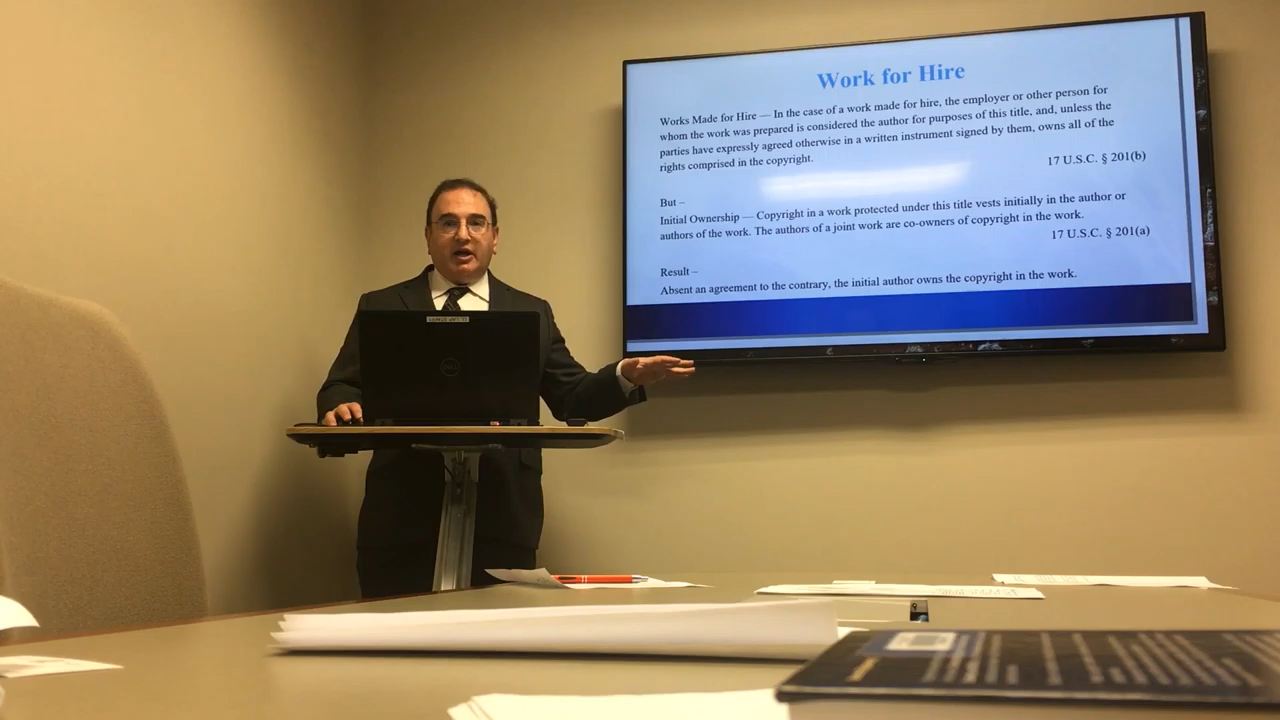 Work for Hire
Works Made for Hire — In the case of a work made for hire, the employer or other person for
whom the work was prepared is considered the author for purposes of this title, and, unless the
parties have expressly agreed otherwise in a written instrument signed by them, owns all of the
rights comprised in the copyright.
17 U.S.C. § 201(b)
But –
Initial Ownership — Copyright in a work protected under this title vests initially in the author or
authors of the work. The authors of a joint work are co-owners of copyright in the work.
17 U.S.C. § 201(a)
Result –
Absent an agreement to the contrary, the initial author owns the copyright in the work.
DELL